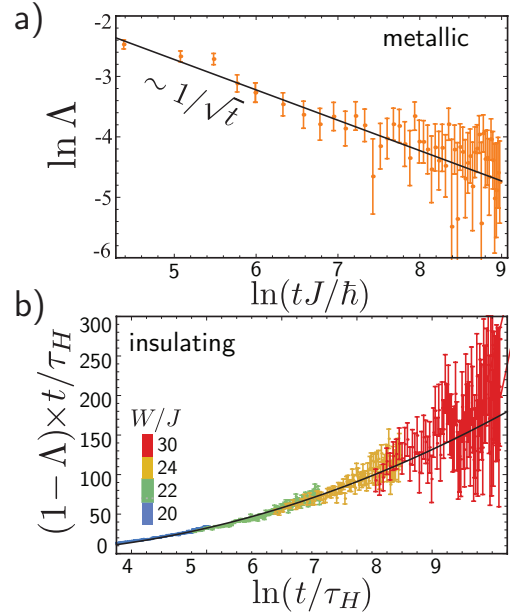 a)
metallic
-2
-3
-4
-5
-6
ln Λ
~ 1/√t
5 6 7 8 9
ln(tJ/ħ)
b)
insulating
300
250
200
150
100
50
0
(1−Λ)×t/τ_H
W/J
30
24
22
20
4 5 6 7 8 9
ln(t/τ_H)